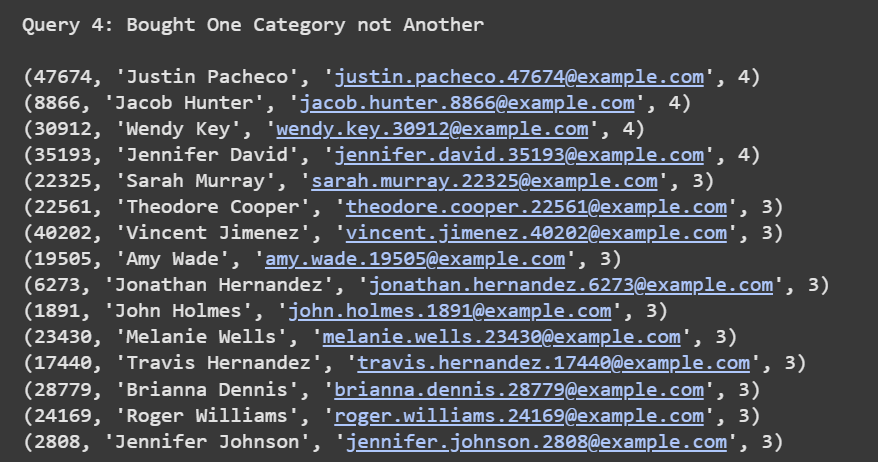 Query 4: Bought One Category not Another
(47674, 'Justin Pacheco', 'justin.pacheco.47674@example.com', 4)
(8866, 'Jacob Hunter', 'jacob.hunter.8866@example.com', 4)
(30912, 'Wendy Key', 'wendy.key.30912@example.com', 4)
(35193, 'Jennifer David', 'jennifer.david.35193@example.com', 4)
(22325, 'Sarah Murray', 'sarah.murray.22325@example.com', 3)
(22561, 'Theodore Cooper', 'theodore.cooper.22561@example.com', 3)
(40202, 'Vincent Jimenez', 'vincent.jimenez.40202@example.com', 3)
(19505, 'Amy Wade', 'amy.wade.19505@example.com', 3)
(6273, 'Jonathan Hernandez', 'jonathan.hernandez.6273@example.com', 3)
(1891, 'John Holmes', 'john.holmes.1891@example.com', 3)
(23430, 'Melanie Wells', 'melanie.wells.23430@example.com', 3)
(17440, 'Travis Hernandez', 'travis.hernandez.17440@example.com', 3)
(28779, 'Brianna Dennis', 'brianna.dennis.28779@example.com', 3)
(24169, 'Roger Williams', 'roger.williams.24169@example.com', 3)
(2808, 'Jennifer Johnson', 'jennifer.johnson.2808@example.com', 3)